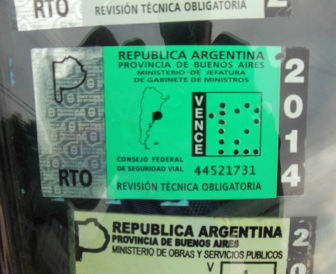 RTO
REVISIÓN TÉCNICA OBLIGATORIA
2
REPUBLICA ARGENTINA
PROVINCIA DE BUENOS AIRES
MINISTERIO DE JEFATURA
DE GABINETE DE MINISTROS
VENCE
2014
CONSEJO FEDERAL
DE SEGURIDAD VIAL
44521731
RTO
REVISIÓN TÉCNICA OBLIGATORIA
REPUBLICA ARGENTINA
PROVINCIA DE BUENOS AIRES
MINISTERIO DE OBRAS Y SERVICIOS PUBLICOS
V
2